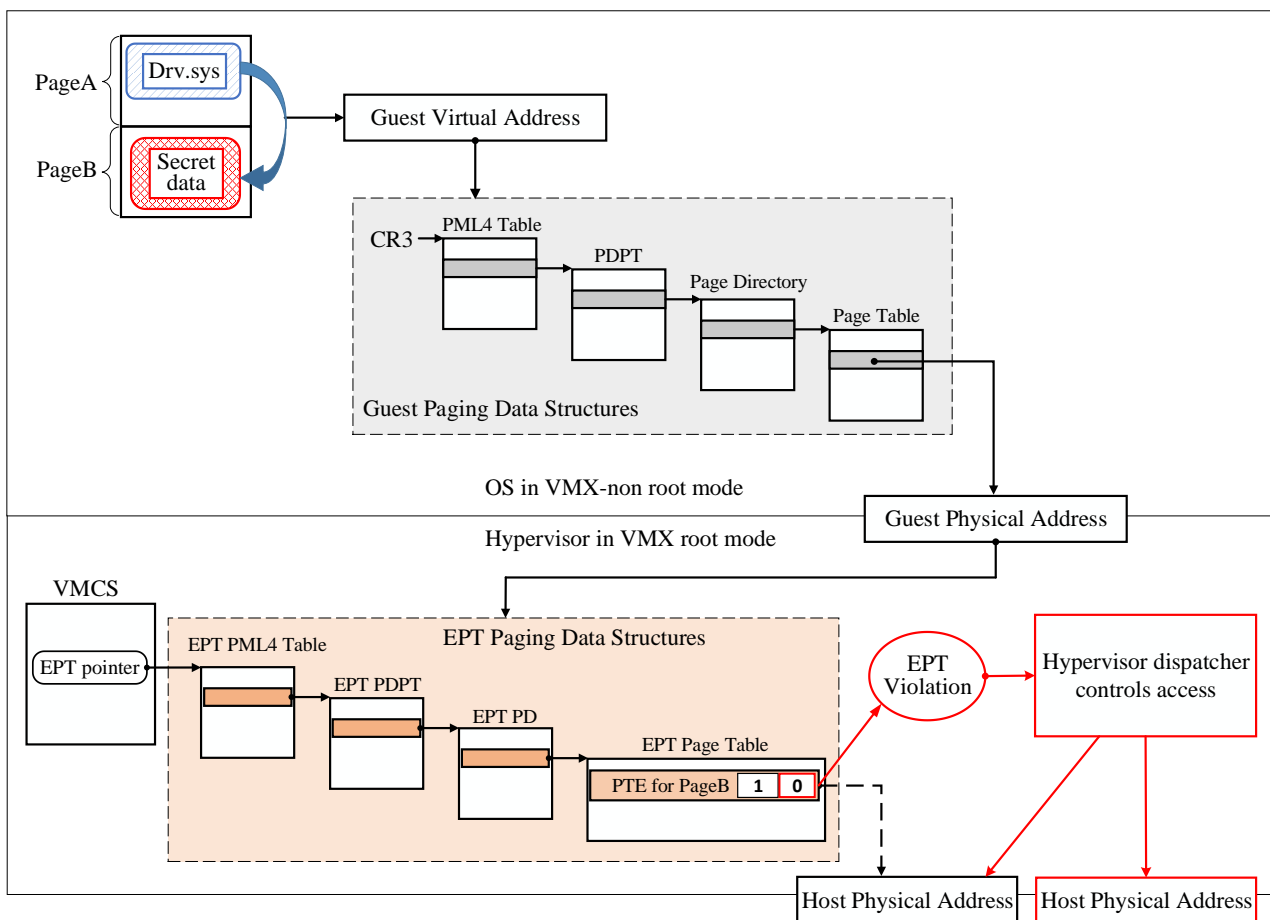 PageA
Drv.sys
PageB
Secret
data
Guest Virtual Address
CR3
PML4 Table
PDPT
Page Directory
Page Table
Guest Paging Data Structures
OS in VMX-non root mode
Guest Physical Address
Hypervisor in VMX root mode
VMCS
EPT pointer
EPT Paging Data Structures
EPT PML4 Table
EPT PDPT
EPT PD
EPT Page Table
PTE for PageB 1 0
EPT
Violation
Hypervisor dispatcher
controls access
Host Physical Address
Host Physical Address